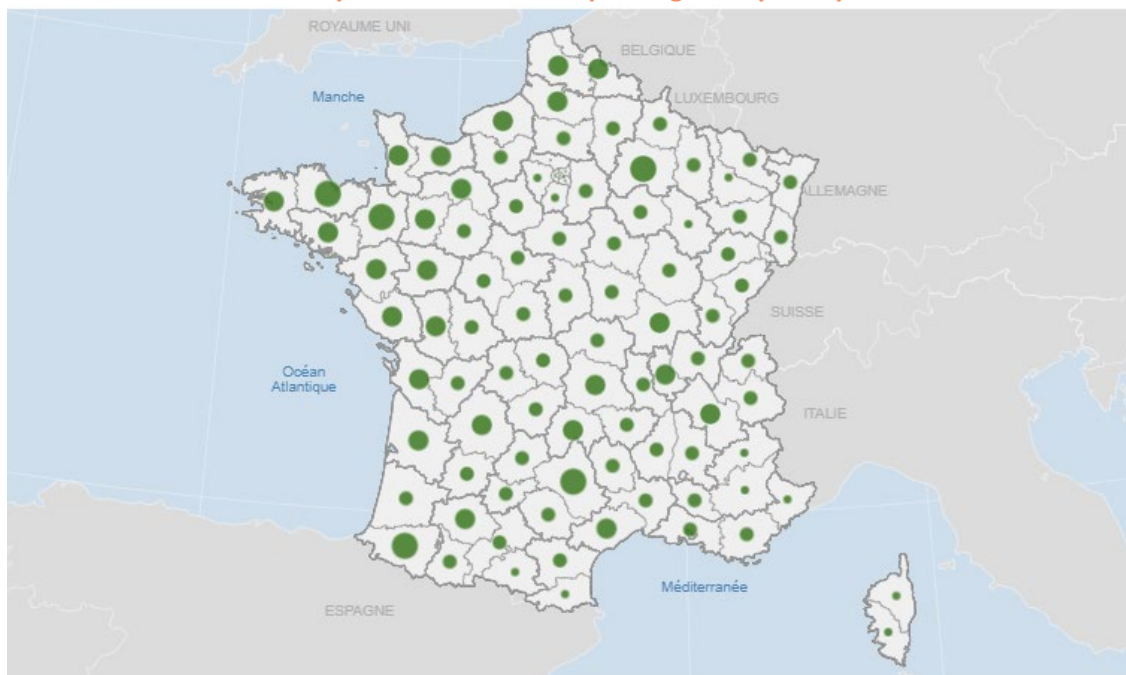 ROYAUME UNI
BELGIQUE
Manche
LUXEMBOURG
ALLEMAGNE
SUISSE
Océan
Atlantique
ITALIE
Méditerranée
ESPAGNE